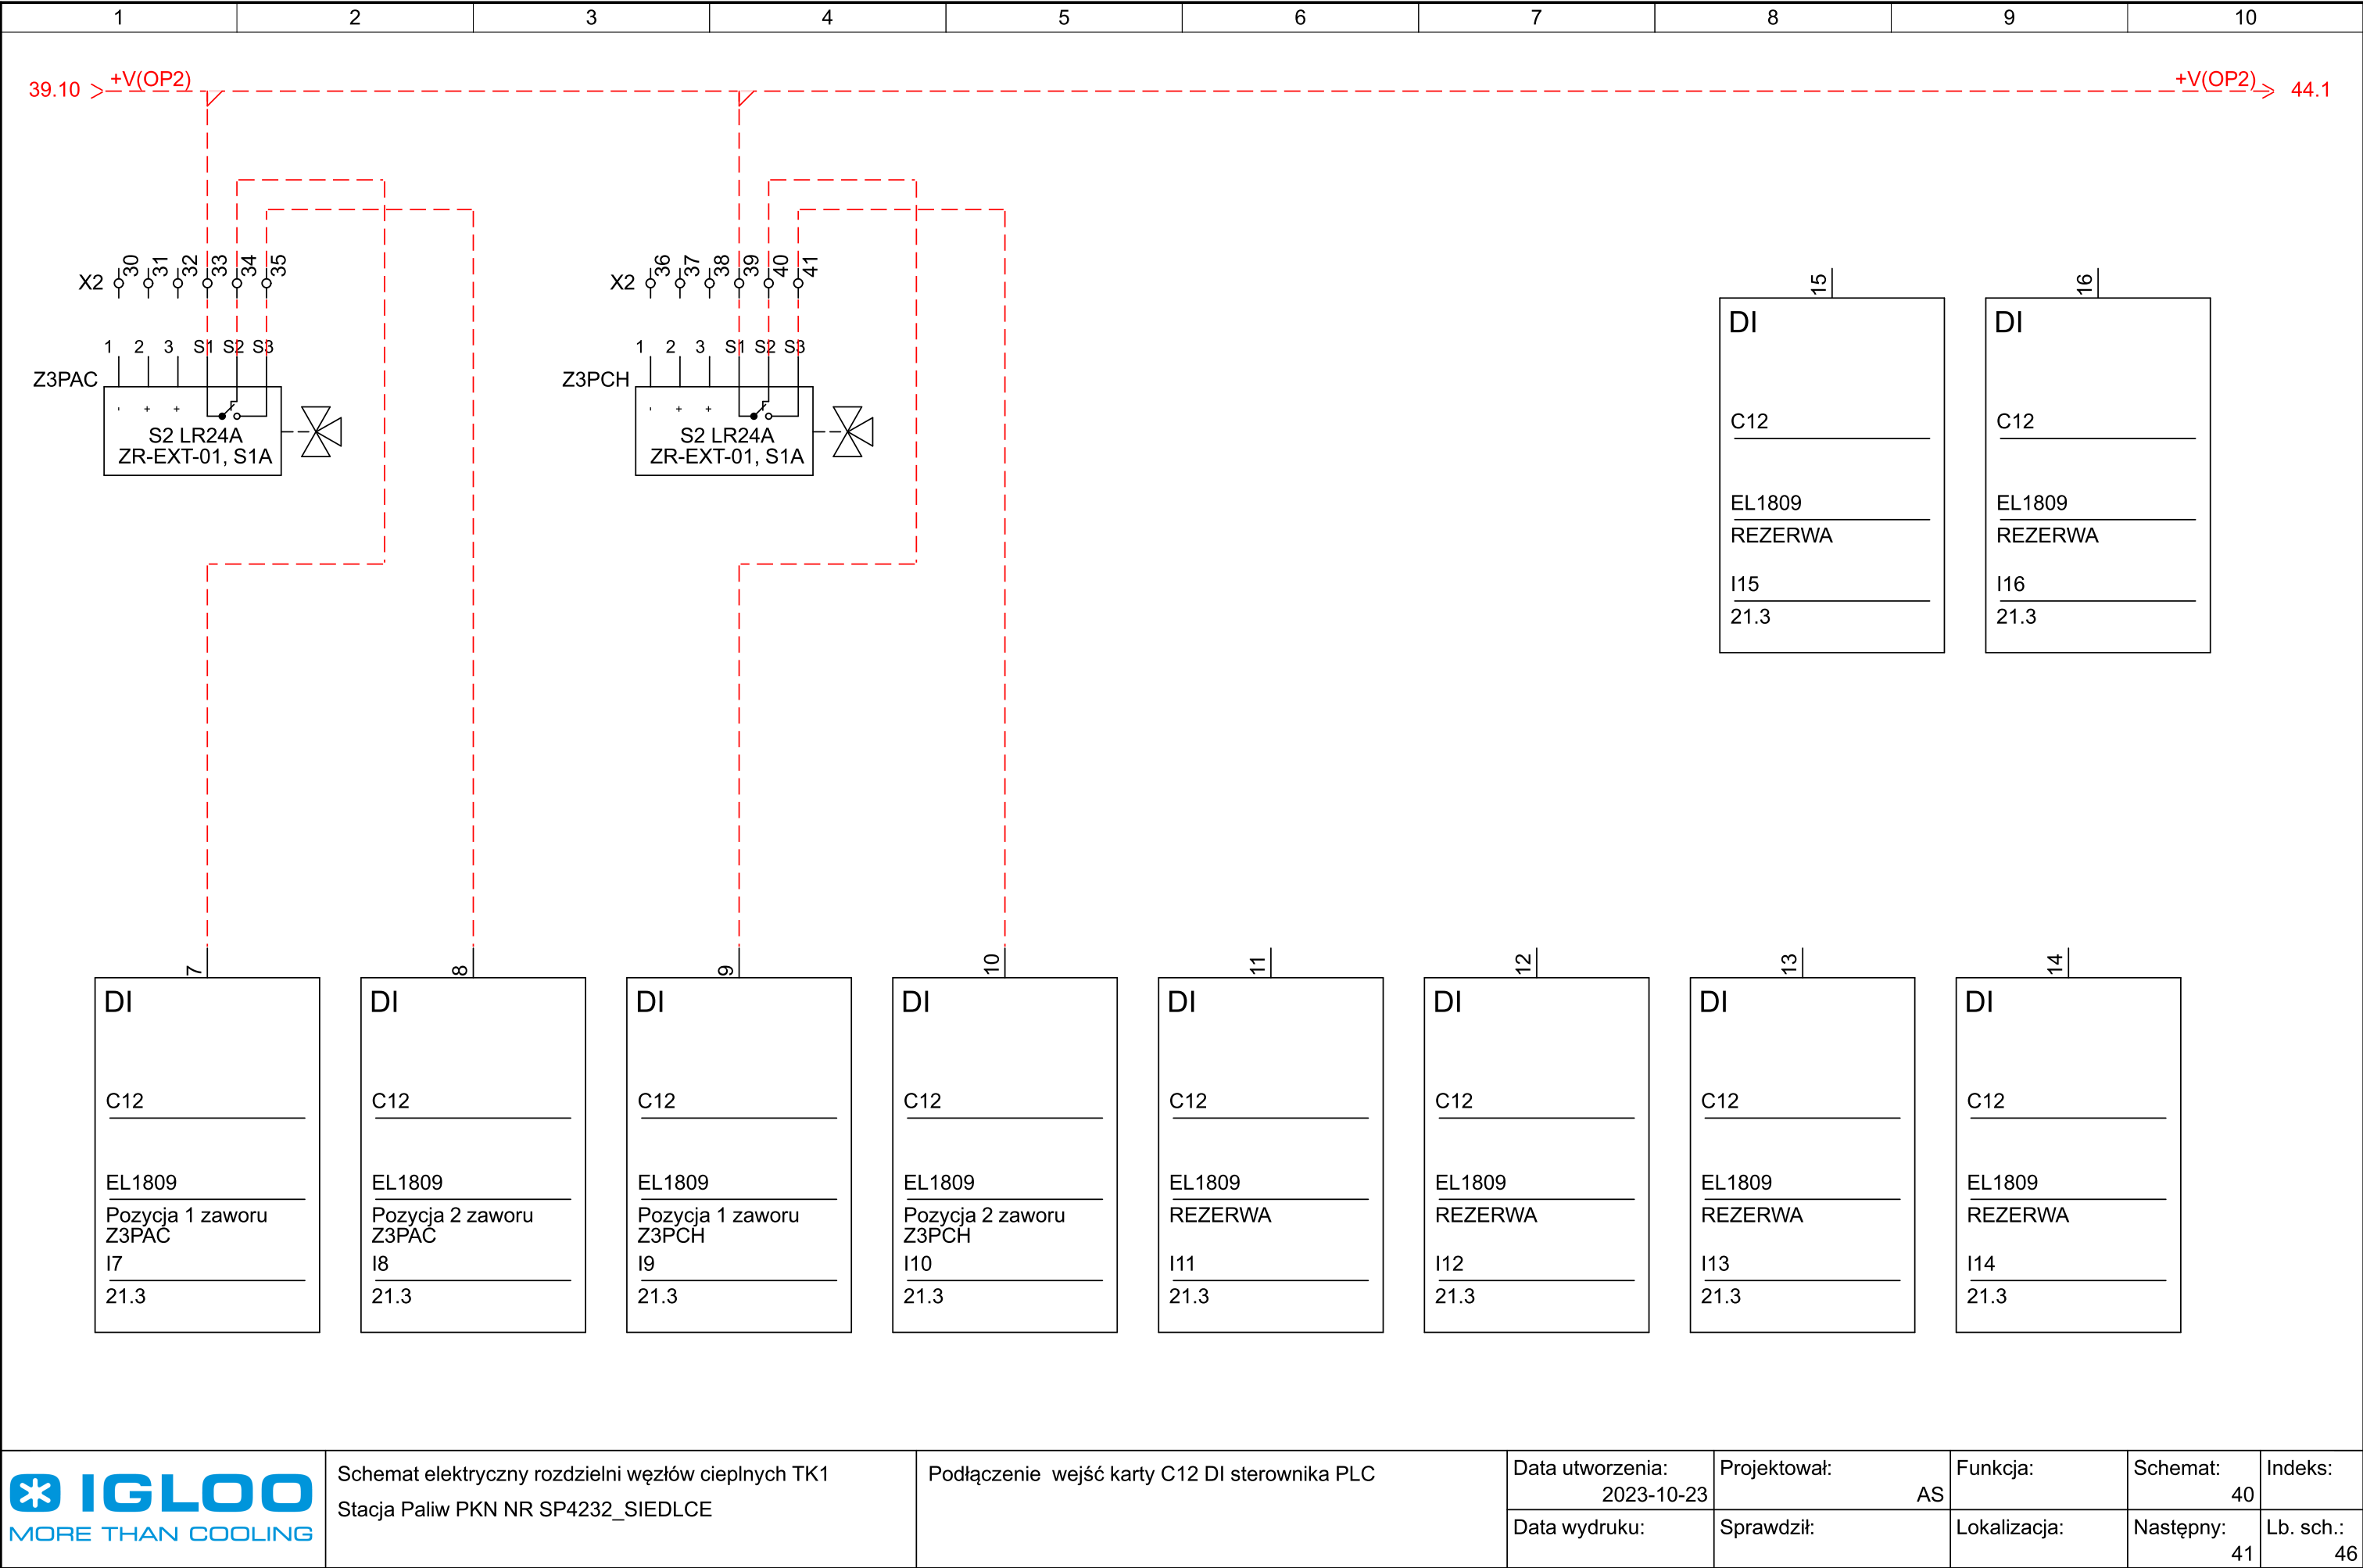 1 2 3 4 5 6 7 8 9 10
39.10 +V(OP2) +V(OP2) 44.1
X2 30 31 32 33 34 35
X2 36 37 38 39 40 41
1 2 3 S1 S2 S3
Z3PAC
- + +
S2 LR24A
ZR-EXT-01, S1A
1 2 3 S1 S2 S3
Z3PCH
- + +
S2 LR24A
ZR-EXT-01, S1A
15
DI
C12
EL1809
REZERWA
I15
21.3
16
DI
C12
EL1809
REZERWA
I16
21.3
7
DI
C12
EL1809
Pozycja 1 zaworu
Z3PAC
I7
21.3
8
DI
C12
EL1809
Pozycja 2 zaworu
Z3PAC
I8
21.3
9
DI
C12
EL1809
Pozycja 1 zaworu
Z3PCH
I9
21.3
10
DI
C12
EL1809
Pozycja 2 zaworu
Z3PCH
I10
21.3
11
DI
C12
EL1809
REZERWA
I11
21.3
12
DI
C12
EL1809
REZERWA
I12
21.3
13
DI
C12
EL1809
REZERWA
I13
21.3
14
DI
C12
EL1809
REZERWA
I14
21.3
IGLOO
MORE THAN COOLING
Schemat elektryczny rozdzielni węzłów cieplnych TK1
Stacja Paliw PKN NR SP4232_SIEDLCE
Podłączenie wejść karty C12 DI sterownika PLC
Data utworzenia:
2023-10-23
Data wydruku:
Projektował:
AS
Sprawdził:
Funkcja:
Lokalizacja:
Schemat:
40
Następny:
41
Indeks:
Lb. sch.:
46